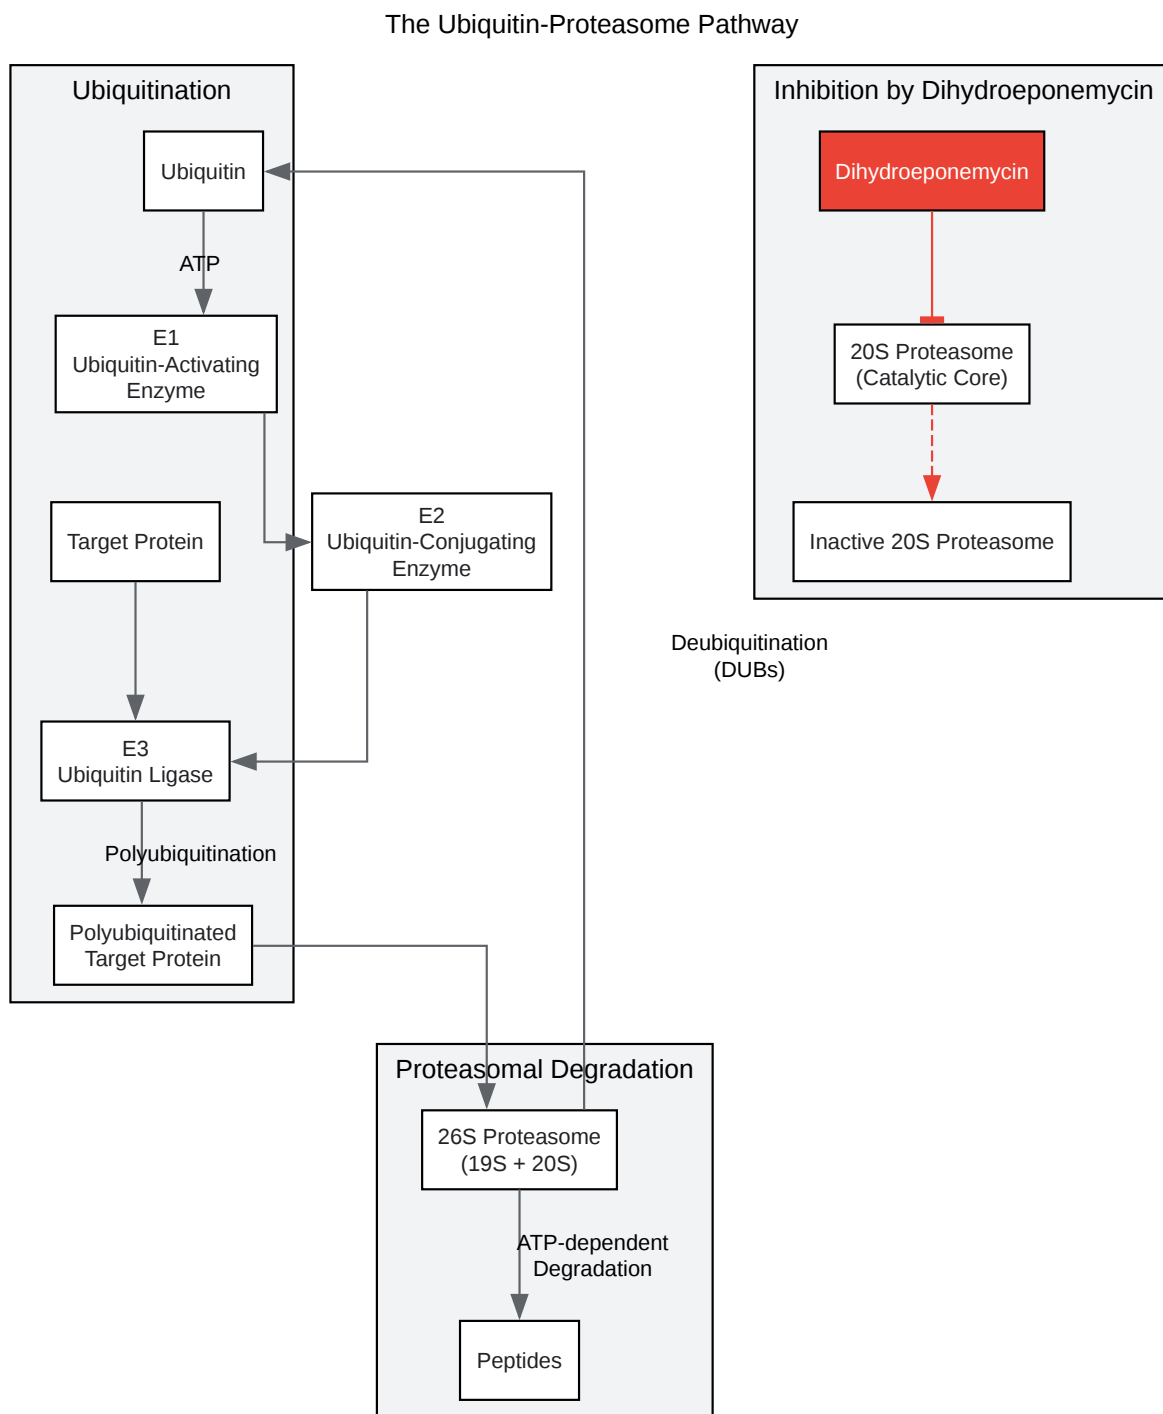 The Ubiquitin-Proteasome Pathway
Ubiquitination
Ubiquitin
ATP
E1
Ubiquitin-Activating
Enzyme
Target Protein
E2
Ubiquitin-Conjugating
Enzyme
E3
Ubiquitin Ligase
Polyubiquitination
Polyubiquitinated
Target Protein
Inhibition by Dihydroeponemycin
Dihydroeponemycin
20S Proteasome
(Catalytic Core)
Inactive 20S Proteasome
Deubiquitination
(DUBs)
Proteasomal Degradation
26S Proteasome
(19S + 20S)
ATP-dependent
Degradation
Peptides